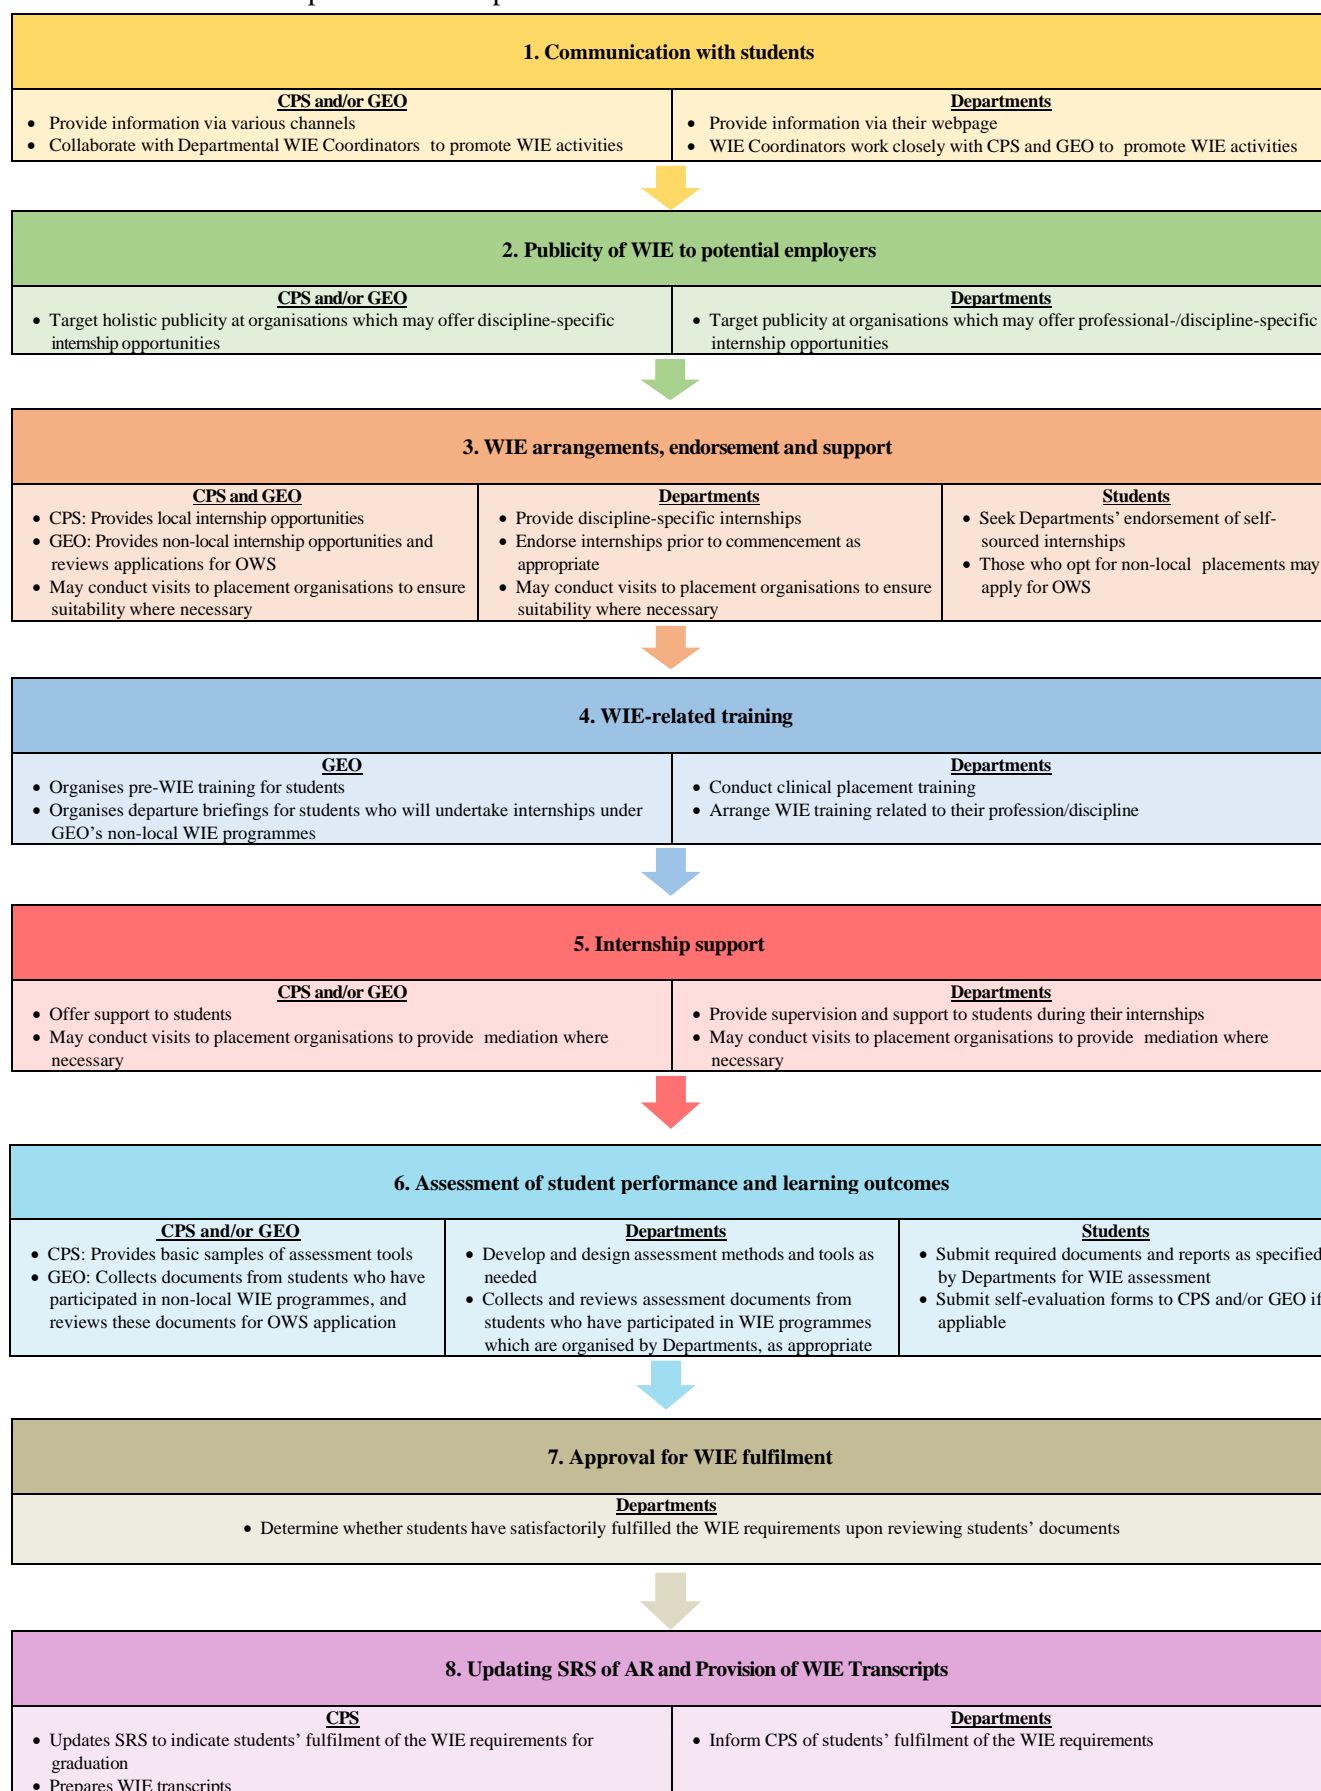 1. Communication with students
CPS and/or GEO
• Provide information via various channels
• Collaborate with Departmental WIE Coordinators to promote WIE activities
Departments
• Provide information via their webpage
• WIE Coordinators work closely with CPS and GEO to promote WIE activities
2. Publicity of WIE to potential employers
CPS and/or GEO
• Target holistic publicity at organisations which may offer discipline-specific
internship opportunities
Departments
• Target publicity at organisations which may offer professional-/discipline-specific
internship opportunities
3. WIE arrangements, endorsement and support
CPS and GEO
• CPS: Provides local internship opportunities
• GEO: Provides non-local internship opportunities and
reviews applications for OWS
• May conduct visits to placement organisations to ensure
suitability where necessary
Departments
• Provide discipline-specific internships
• Endorse internships prior to commencement as
appropriate
• May conduct visits to placement organisations to ensure
suitability where necessary
Students
• Seek Departments’ endorsement of self-
sourced internships
• Those who opt for non-local placements may
apply for OWS
4. WIE-related training
GEO
• Organises pre-WIE training for students
• Organises departure briefings for students who will undertake internships under
GEO’s non-local WIE programmes
Departments
• Conduct clinical placement training
• Arrange WIE training related to their profession/discipline
5. Internship support
CPS and/or GEO
• Offer support to students
• May conduct visits to placement organisations to provide mediation where
necessary
Departments
• Provide supervision and support to students during their internships
• May conduct visits to placement organisations to provide mediation where
necessary
6. Assessment of student performance and learning outcomes
CPS and/or GEO
• CPS: Provides basic samples of assessment tools
• GEO: Collects documents from students who have
participated in non-local WIE programmes, and
reviews these documents for OWS application
Departments
• Develop and design assessment methods and tools as
needed
• Collects and reviews assessment documents from
students who have participated in WIE programmes
which are organised by Departments, as appropriate
Students
• Submit required documents and reports as specified
by Departments for WIE assessment
• Submit self-evaluation forms to CPS and/or GEO if
appliable
7. Approval for WIE fulfilment
Departments
• Determine whether students have satisfactorily fulfilled the WIE requirements upon reviewing students’ documents
8. Updating SRS of AR and Provision of WIE Transcripts
CPS
• Updates SRS to indicate students’ fulfilment of the WIE requirements for
graduation
• Prepares WIE transcripts
Departments
• Inform CPS of students’ fulfilment of the WIE requirements